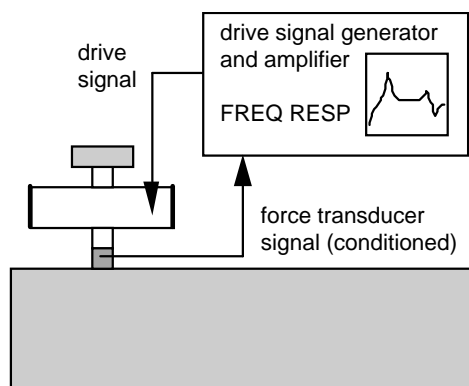 drive signal generator
and amplifier
FREQ RESP
drive
signal
force transducer
signal (conditioned)